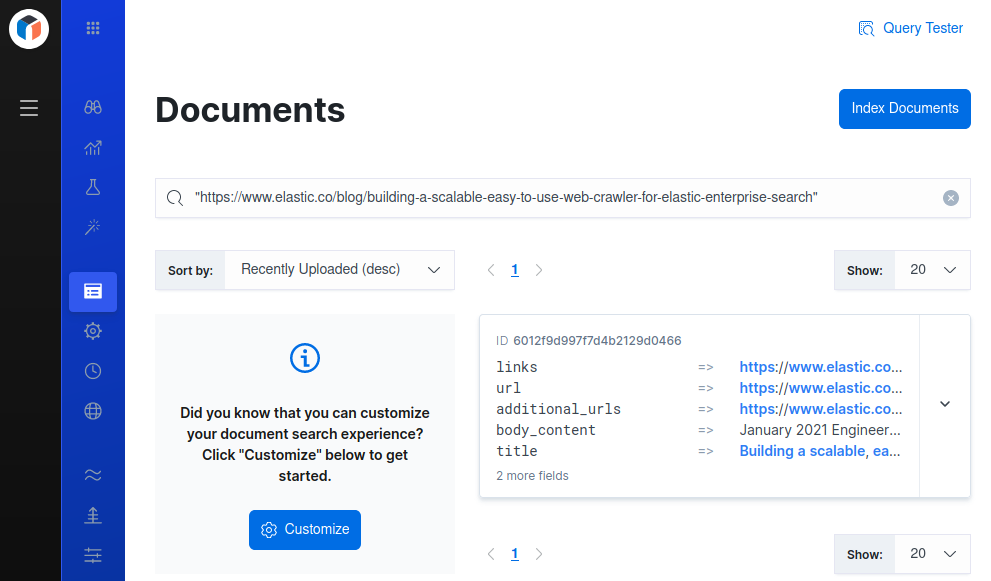 Query Tester
Documents
Index Documents
"https://www.elastic.co/blog/building-a-scalable-easy-to-use-web-crawler-for-elastic-enterprise-search"
Sort by: Recently Uploaded (desc)
1
Show: 20
Did you know that you can customize
your document search experience?
Click "Customize" below to get
started.
Customize
ID 6012f9d997f7d4b2129d0466
links => https://www.elastic.co...
url => https://www.elastic.co...
additional_urls => https://www.elastic.co...
body_content => January 2021 Engineer...
title => Building a scalable, ea...
2 more fields
1
Show: 20